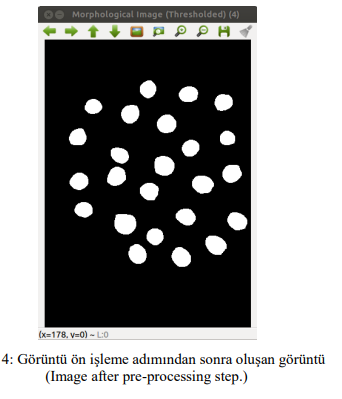 Morphological Image (Thresholded) (4)
(x=178, y=0) ~ L:0
4: Görüntü ön işleme adımından sonra oluşan görüntü
(Image after pre-processing step.)